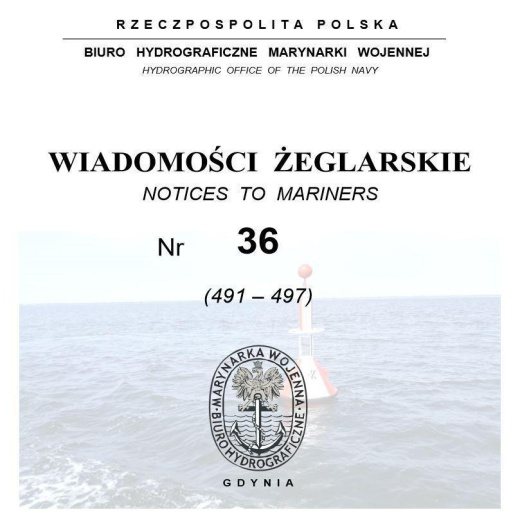 RZECZPOSPOLITA POLSKA
BIURO HYDROGRAFICZNE MARYNARKI WOJENNEJ
HYDROGRAPHIC OFFICE OF THE POLISH NAVY
WIADOMOŚCI ŻEGLARSKIE
NOTICES TO MARINERS
Nr 36
(491 – 497)
MARYNARKA WOJENNA
BIURO HYDROGRAFICZNE
GDYNIA